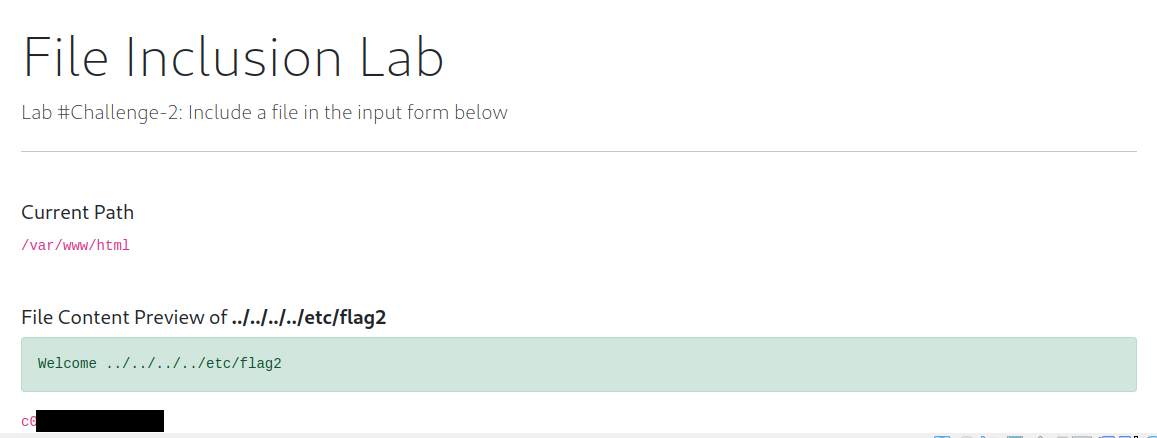 File Inclusion Lab
Lab #Challenge-2: Include a file in the input form below
Current Path
/var/www/html
File Content Preview of ../../../../etc/flag2
Welcome ../../../../etc/flag2
c0